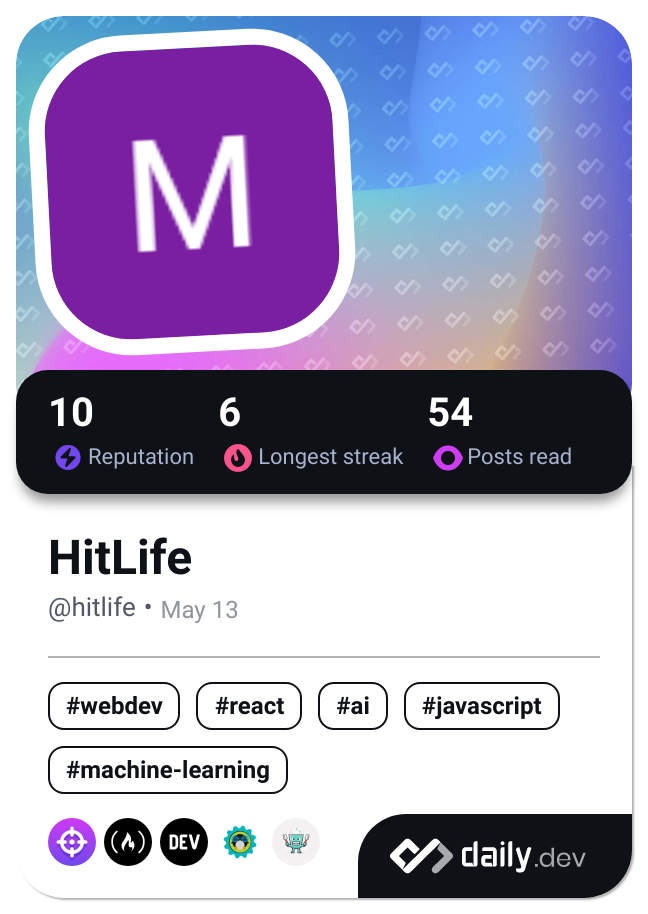 M
10 6 54
Reputation Longest streak Posts read
HitLife
@hitlife • May 13
#webdev #react #ai #javascript
#machine-learning
DEV
daily.dev